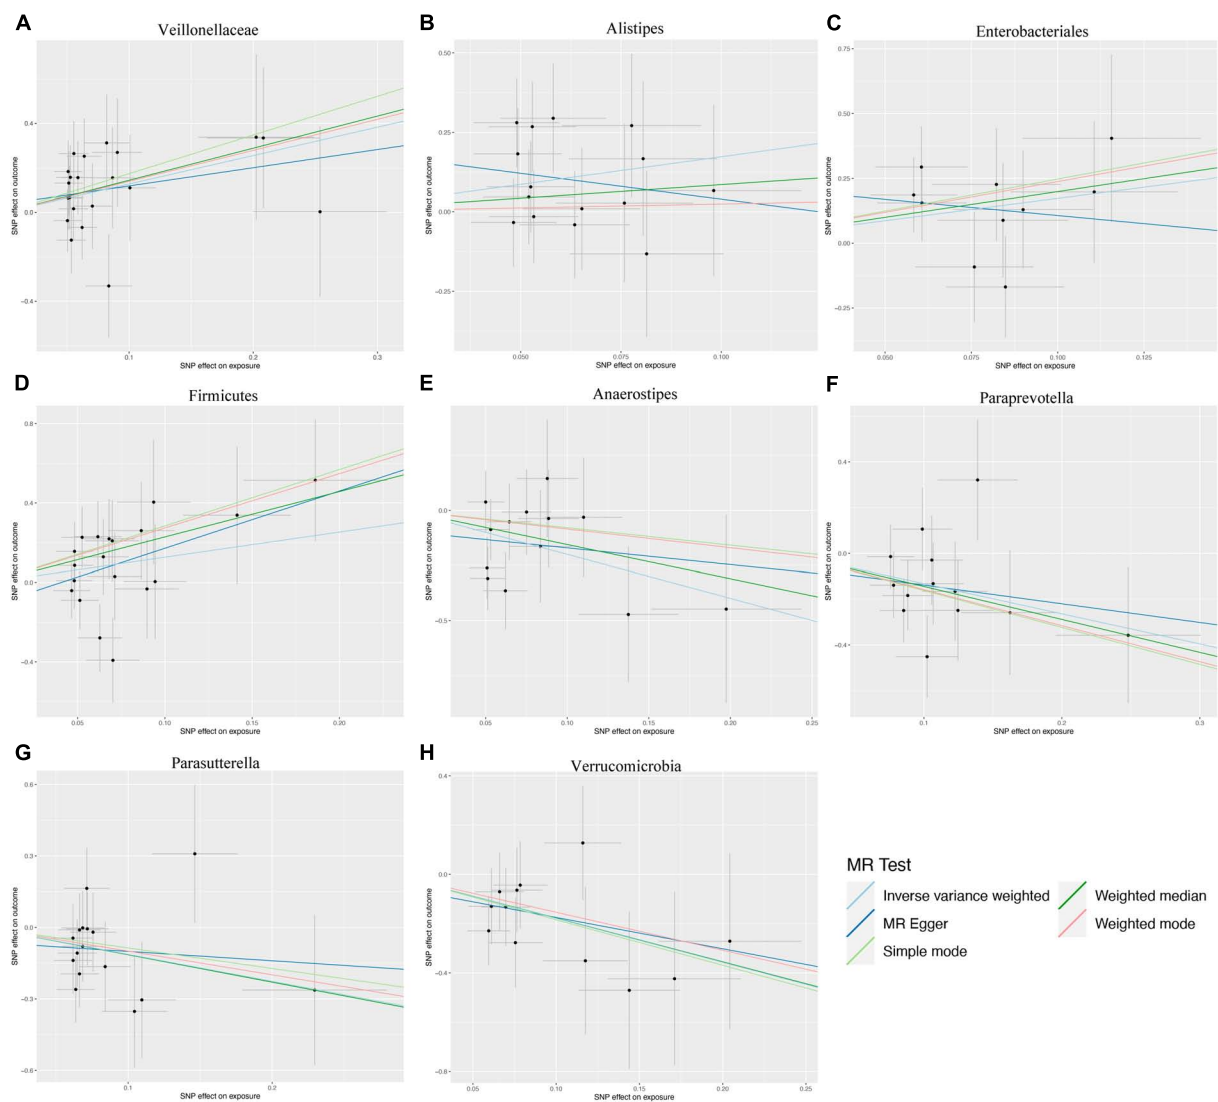 A
Veillonellaceae
0.4
0.0
−0.4
0.1
0.2
0.3
SNP effect on outcome
SNP effect on exposure
B
Alistipes
0.50
0.25
0.00
−0.25
0.050
0.075
0.100
SNP effect on outcome
SNP effect on exposure
C
Enterobacteriales
0.75
0.50
0.25
0.00
−0.25
0.050
0.075
0.100
0.125
SNP effect on outcome
SNP effect on exposure
D
Firmicutes
0.8
0.4
0.0
−0.4
0.05
0.10
0.15
0.20
SNP effect on outcome
SNP effect on exposure
E
Anaerostipes
0.0
−0.5
0.05
0.10
0.15
0.20
0.25
SNP effect on outcome
SNP effect on exposure
F
Paraprevotella
0.4
0.0
−0.4
0.1
0.2
0.3
SNP effect on outcome
SNP effect on exposure
G
Parasutterella
0.6
0.3
0.0
−0.3
−0.6
0.1
0.2
SNP effect on outcome
SNP effect on exposure
H
Verrucomicrobia
0.4
0.0
−0.4
−0.8
0.05
0.10
0.15
0.20
0.25
SNP effect on outcome
SNP effect on exposure
MR Test
Inverse variance weighted
MR Egger
Simple mode
Weighted median
Weighted mode